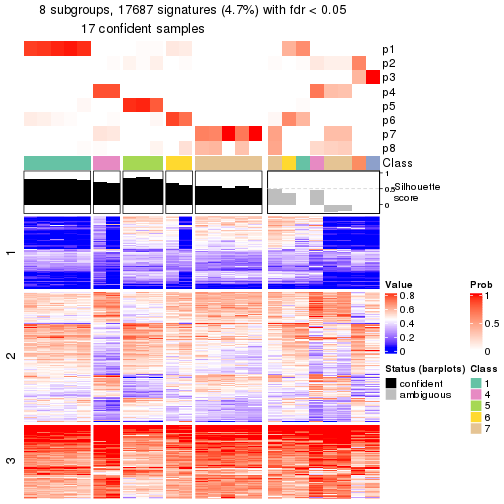 8 subgroups, 17687 signatures (4.7%) with fdr < 0.05
17 confident samples
p1
p2
p3
p4
p5
p6
p7
p8
Class
1
0.5
0
Silhouette
score
1
2
3
Value
0.8
0.6
0.4
0.2
0
Prob
1
0.5
0
Status (barplots)
confident
ambiguous
Class
1
4
5
6
7